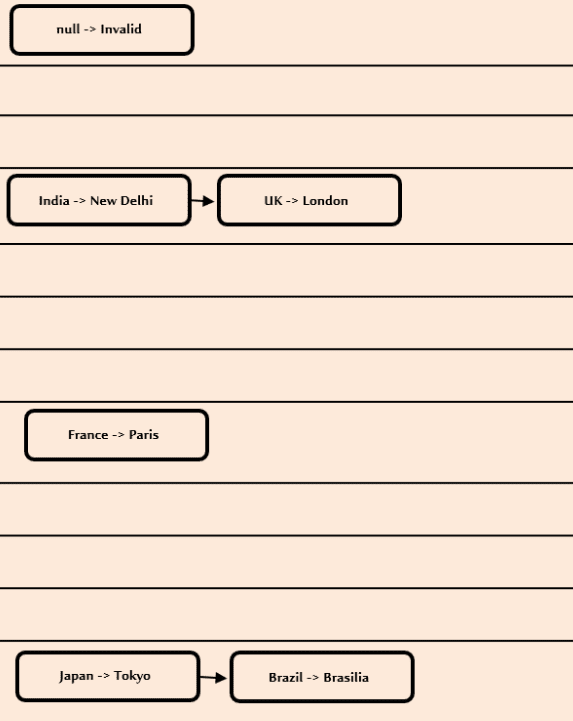 null -> Invalid
India -> New Delhi
UK -> London
France -> Paris
Japan -> Tokyo
Brazil -> Brasilia